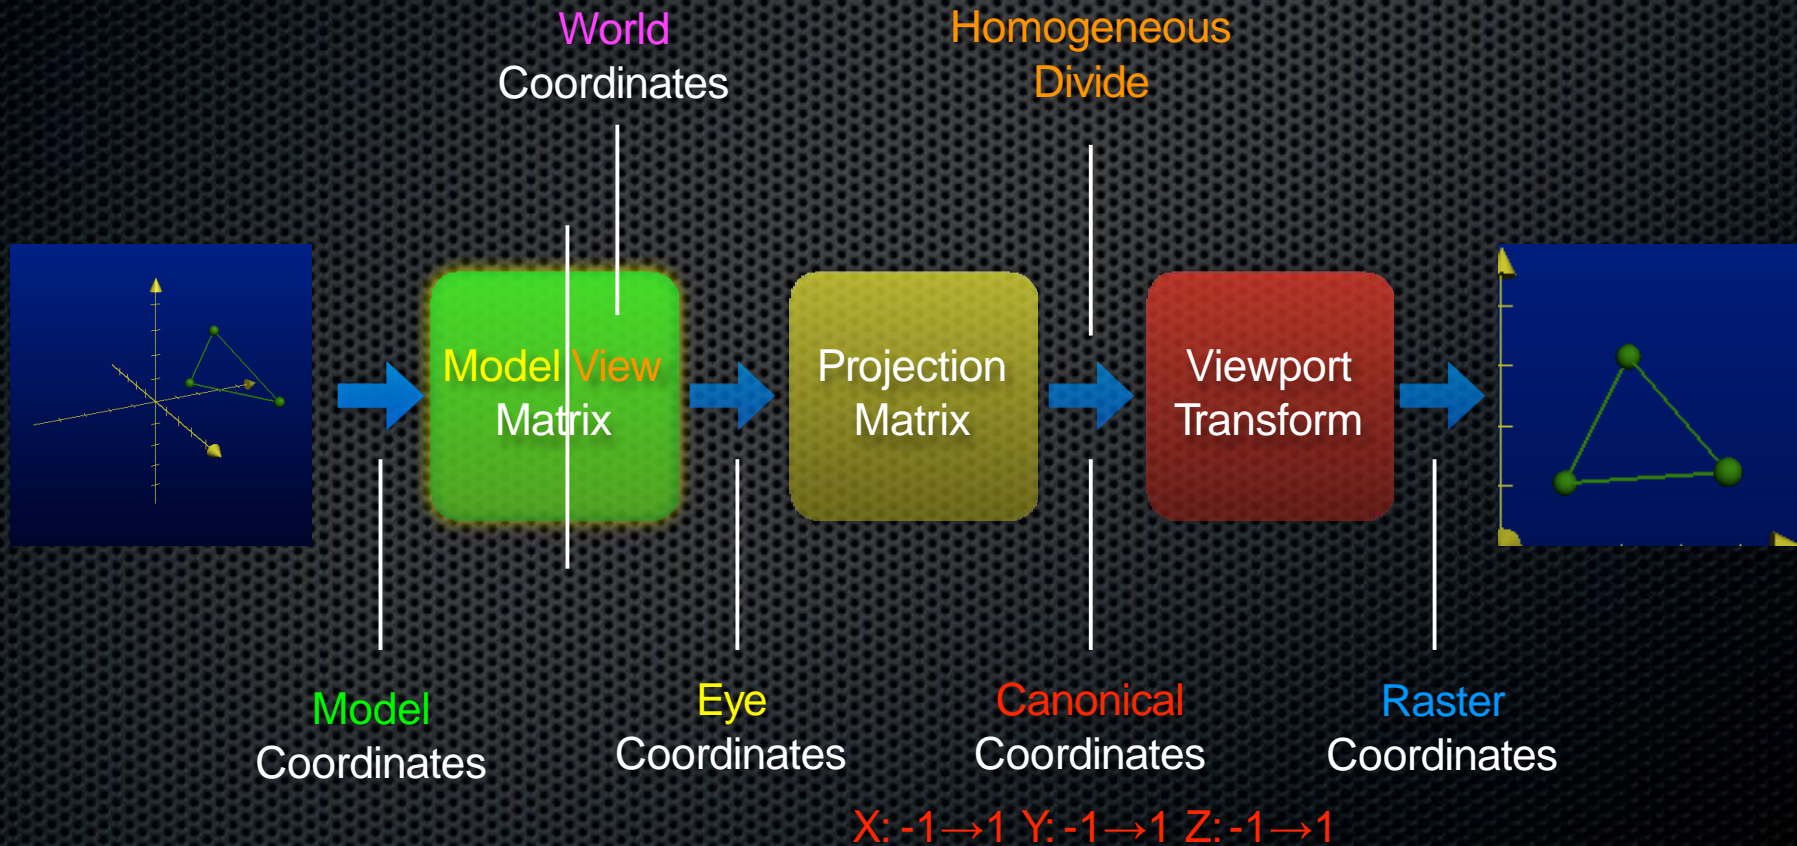 World
Coordinates
Homogeneous
Divide
Model View
Matrix
Projection
Matrix
Viewport
Transform
Model
Coordinates
Eye
Coordinates
Canonical
Coordinates
Raster
Coordinates
X: -1→1 Y: -1→1 Z: -1→1